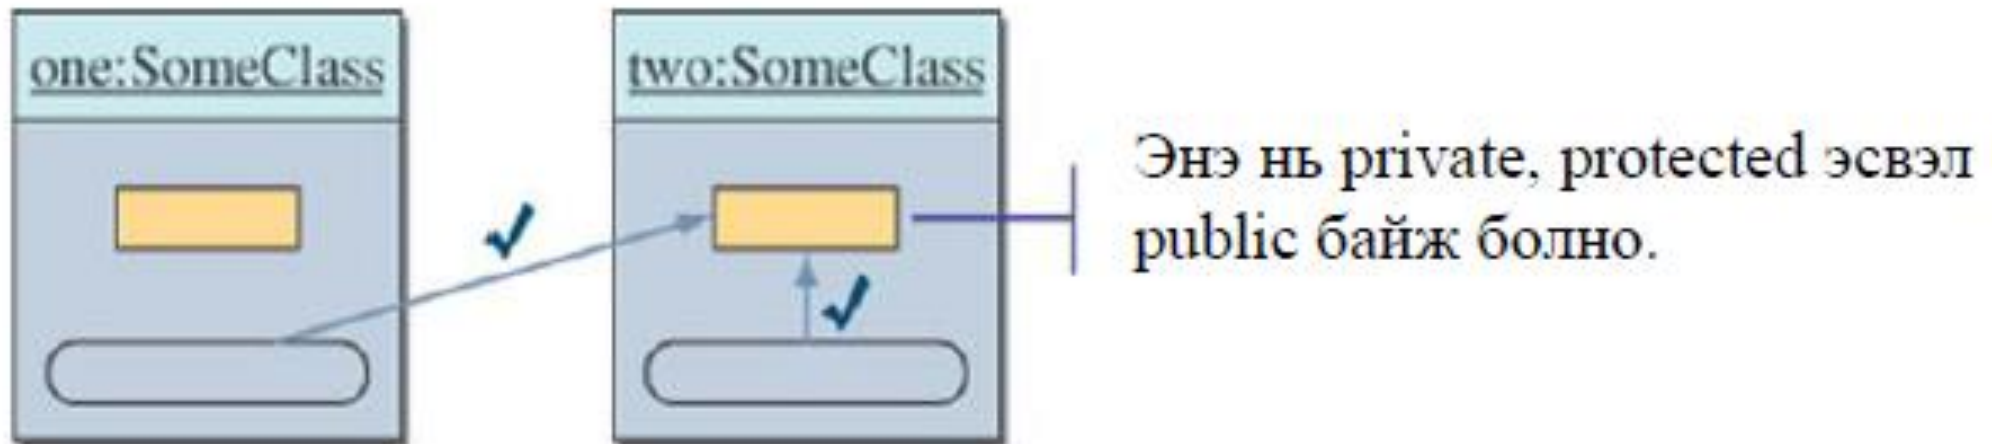 one:SomeClass
two:SomeClass
Энэ нь private, protected эсвэл
public байж болно.